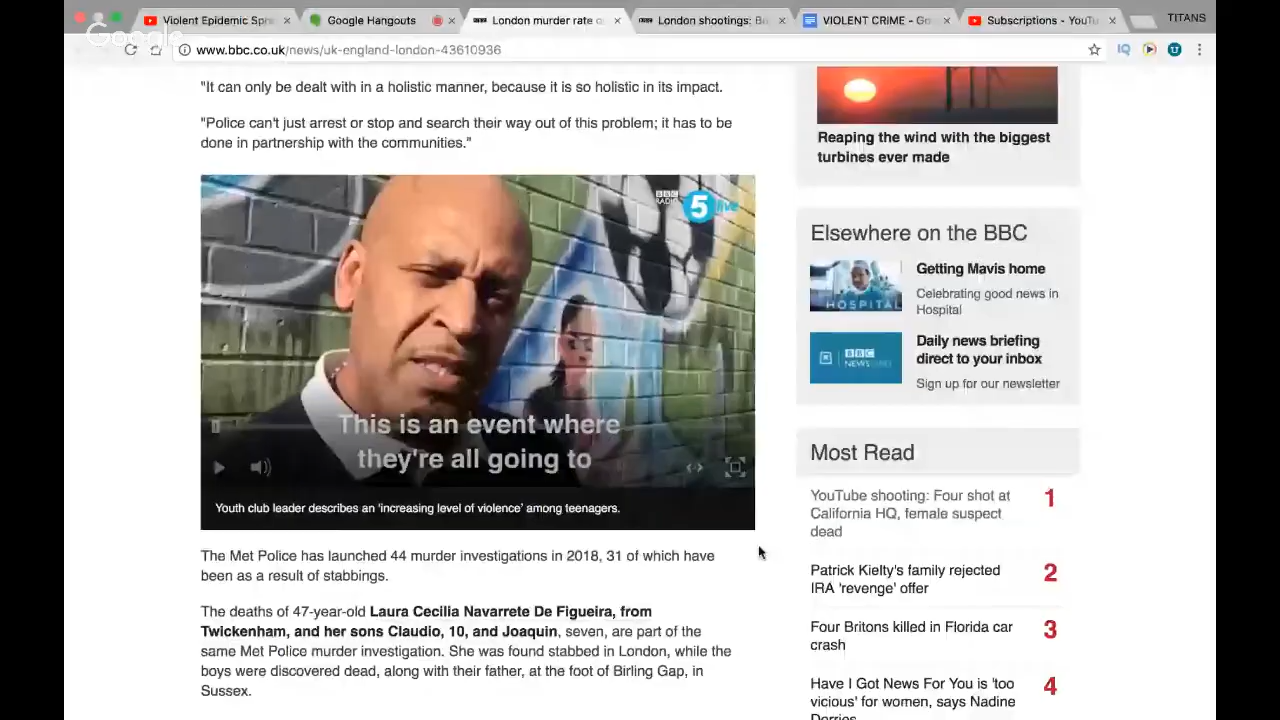 Violent Epidemic Spre
Google Hangouts
London murder rate o
London shootings: B
VIOLENT CRIME - Go
Subscriptions - YouTu
TITANS
Google
www.bbc.co.uk/news/uk-england-london-43610936
"It can only be dealt with in a holistic manner, because it is so holistic in its impact.
"Police can't just arrest or stop and search their way out of this problem; it has to be
done in partnership with the communities."
BBC
RADIO
5 live
This is an event where
they're all going to
Youth club leader describes an 'increasing level of violence' among teenagers.
The Met Police has launched 44 murder investigations in 2018, 31 of which have
been as a result of stabbings.
The deaths of 47-year-old Laura Cecilia Navarrete De Figueira, from
Twickenham, and her sons Claudio, 10, and Joaquin, seven, are part of the
same Met Police murder investigation. She was found stabbed in London, while the
boys were discovered dead, along with their father, at the foot of Birling Gap, in
Sussex.
Reaping the wind with the biggest
turbines ever made
Elsewhere on the BBC
HOSPITAL
Getting Mavis home
Celebrating good news in
Hospital
BBC
NEWS
Daily news briefing
direct to your inbox
Sign up for our newsletter
Most Read
YouTube shooting: Four shot at
California HQ, female suspect
dead
1
Patrick Kielty's family rejected
IRA 'revenge' offer
2
Four Britons killed in Florida car
crash
3
Have I Got News For You is 'too
vicious' for women, says Nadine
Dorries
4